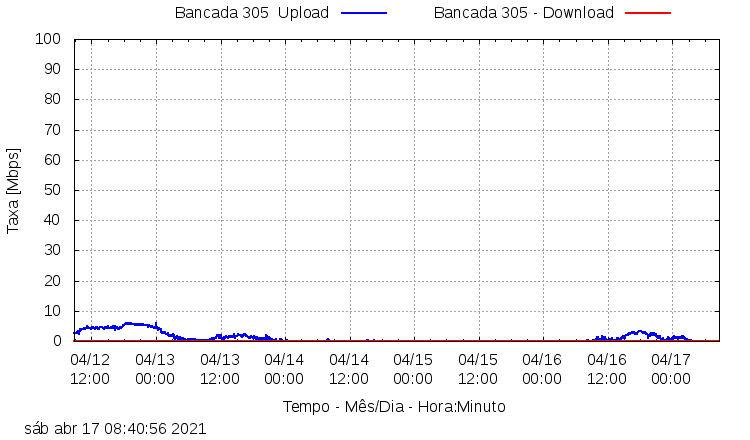 Bancada 305  Upload
Bancada 305 - Download
100
90
80
70
60
50
40
30
20
10
0
Taxa [Mbps]
04/12 04/13 04/13 04/14 04/14 04/15 04/15 04/16 04/16 04/17
12:00 00:00 12:00 00:00 12:00 00:00 12:00 00:00 12:00 00:00
Tempo - Mês/Dia - Hora:Minuto
sáb abr 17 08:40:56 2021